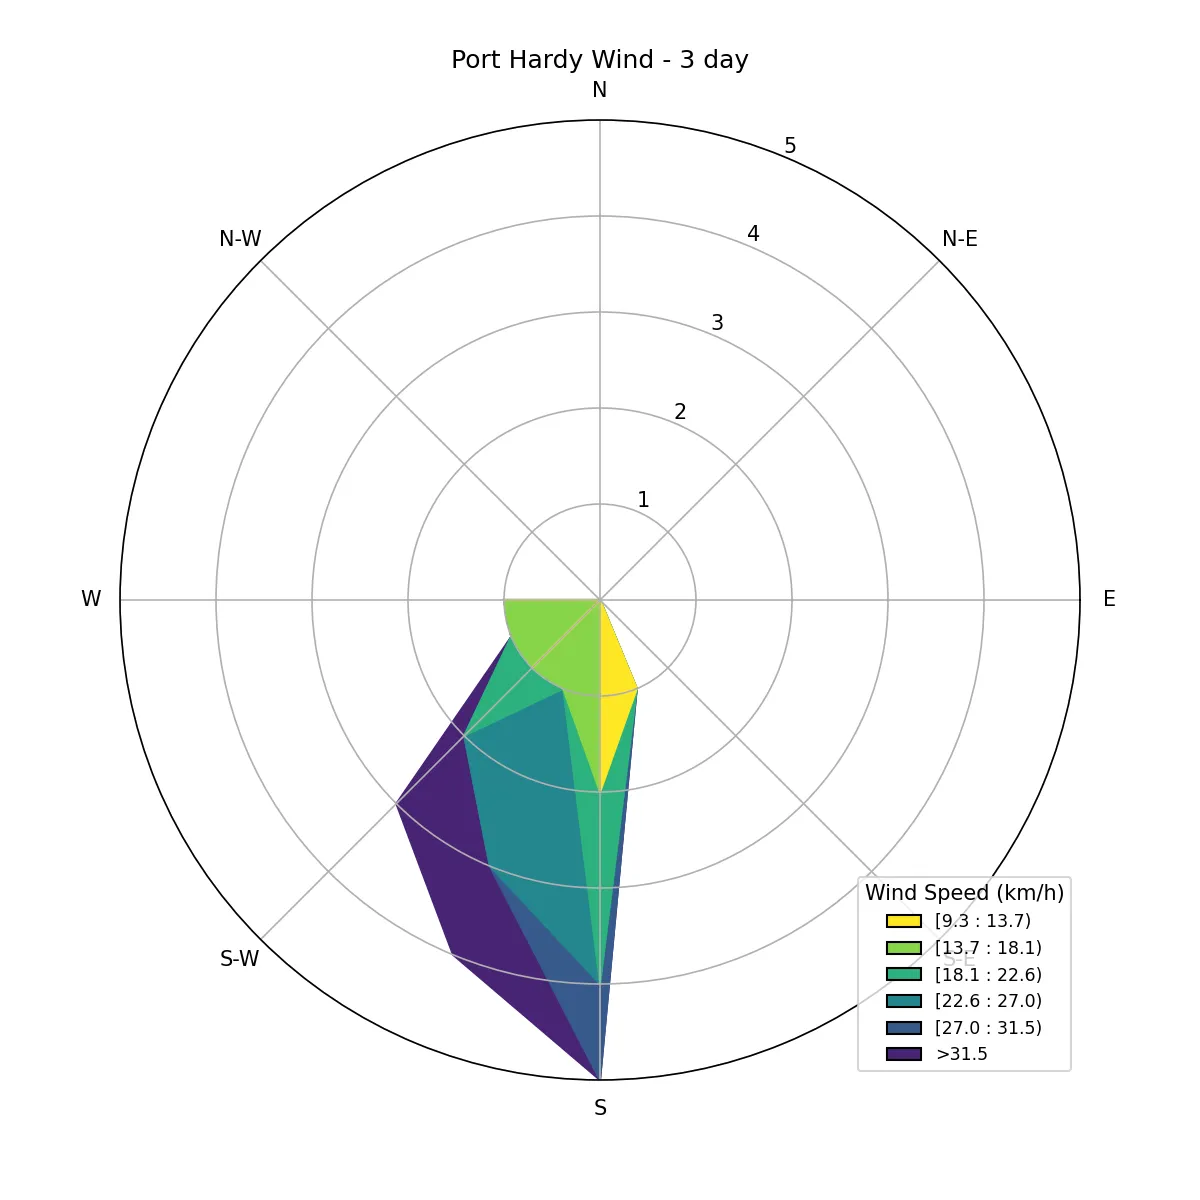 Port Hardy Wind - 3 day
N
5
4
N-W
N-E
3
2
1
W
E
Wind Speed (km/h)
[9.3 : 13.7)
[13.7 : 18.1)
S-W
S-E
[18.1 : 22.6)
[22.6 : 27.0)
[27.0 : 31.5)
>31.5
S